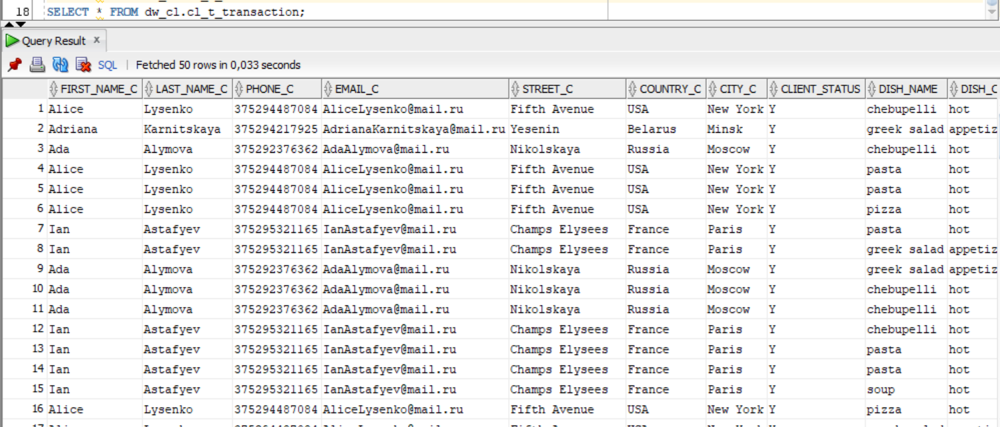 18 SELECT * FROM dw_cl.cl_t_transaction;
Query Result x
SQL | Fetched 50 rows in 0,033 seconds
FIRST_NAME_C LAST_NAME_C PHONE_C EMAIL_C STREET_C COUNTRY_C CITY_C CLIENT_STATUS DISH_NAME DISH_C
1 Alice Lysenko 375294487084 AliceLysenko@mail.ru Fifth Avenue USA New York Y chebupelli hot
2 Adriana Karnitskaya 375294217925 AdrianaKarnitskaya@mail.ru Yesenin Belarus Minsk Y greek salad appetiz
3 Ada Alymova 375292376362 AdaAlymova@mail.ru Nikolskaya Russia Moscow Y chebupelli hot
4 Alice Lysenko 375294487084 AliceLysenko@mail.ru Fifth Avenue USA New York Y pasta hot
5 Alice Lysenko 375294487084 AliceLysenko@mail.ru Fifth Avenue USA New York Y pasta hot
6 Alice Lysenko 375294487084 AliceLysenko@mail.ru Fifth Avenue USA New York Y pizza hot
7 Ian Astafyev 375295321165 IanAstafyev@mail.ru Champs Elysees France Paris Y pasta hot
8 Ian Astafyev 375295321165 IanAstafyev@mail.ru Champs Elysees France Paris Y greek salad appetiz
9 Ada Alymova 375292376362 AdaAlymova@mail.ru Nikolskaya Russia Moscow Y greek salad appetiz
10 Ada Alymova 375292376362 AdaAlymova@mail.ru Nikolskaya Russia Moscow Y chebupelli hot
11 Ada Alymova 375292376362 AdaAlymova@mail.ru Nikolskaya Russia Moscow Y chebupelli hot
12 Ian Astafyev 375295321165 IanAstafyev@mail.ru Champs Elysees France Paris Y chebupelli hot
13 Ian Astafyev 375295321165 IanAstafyev@mail.ru Champs Elysees France Paris Y pasta hot
14 Ian Astafyev 375295321165 IanAstafyev@mail.ru Champs Elysees France Paris Y pasta hot
15 Ian Astafyev 375295321165 IanAstafyev@mail.ru Champs Elysees France Paris Y soup hot
16 Alice Lysenko 375294487084 AliceLysenko@mail.ru Fifth Avenue USA New York Y pizza hot